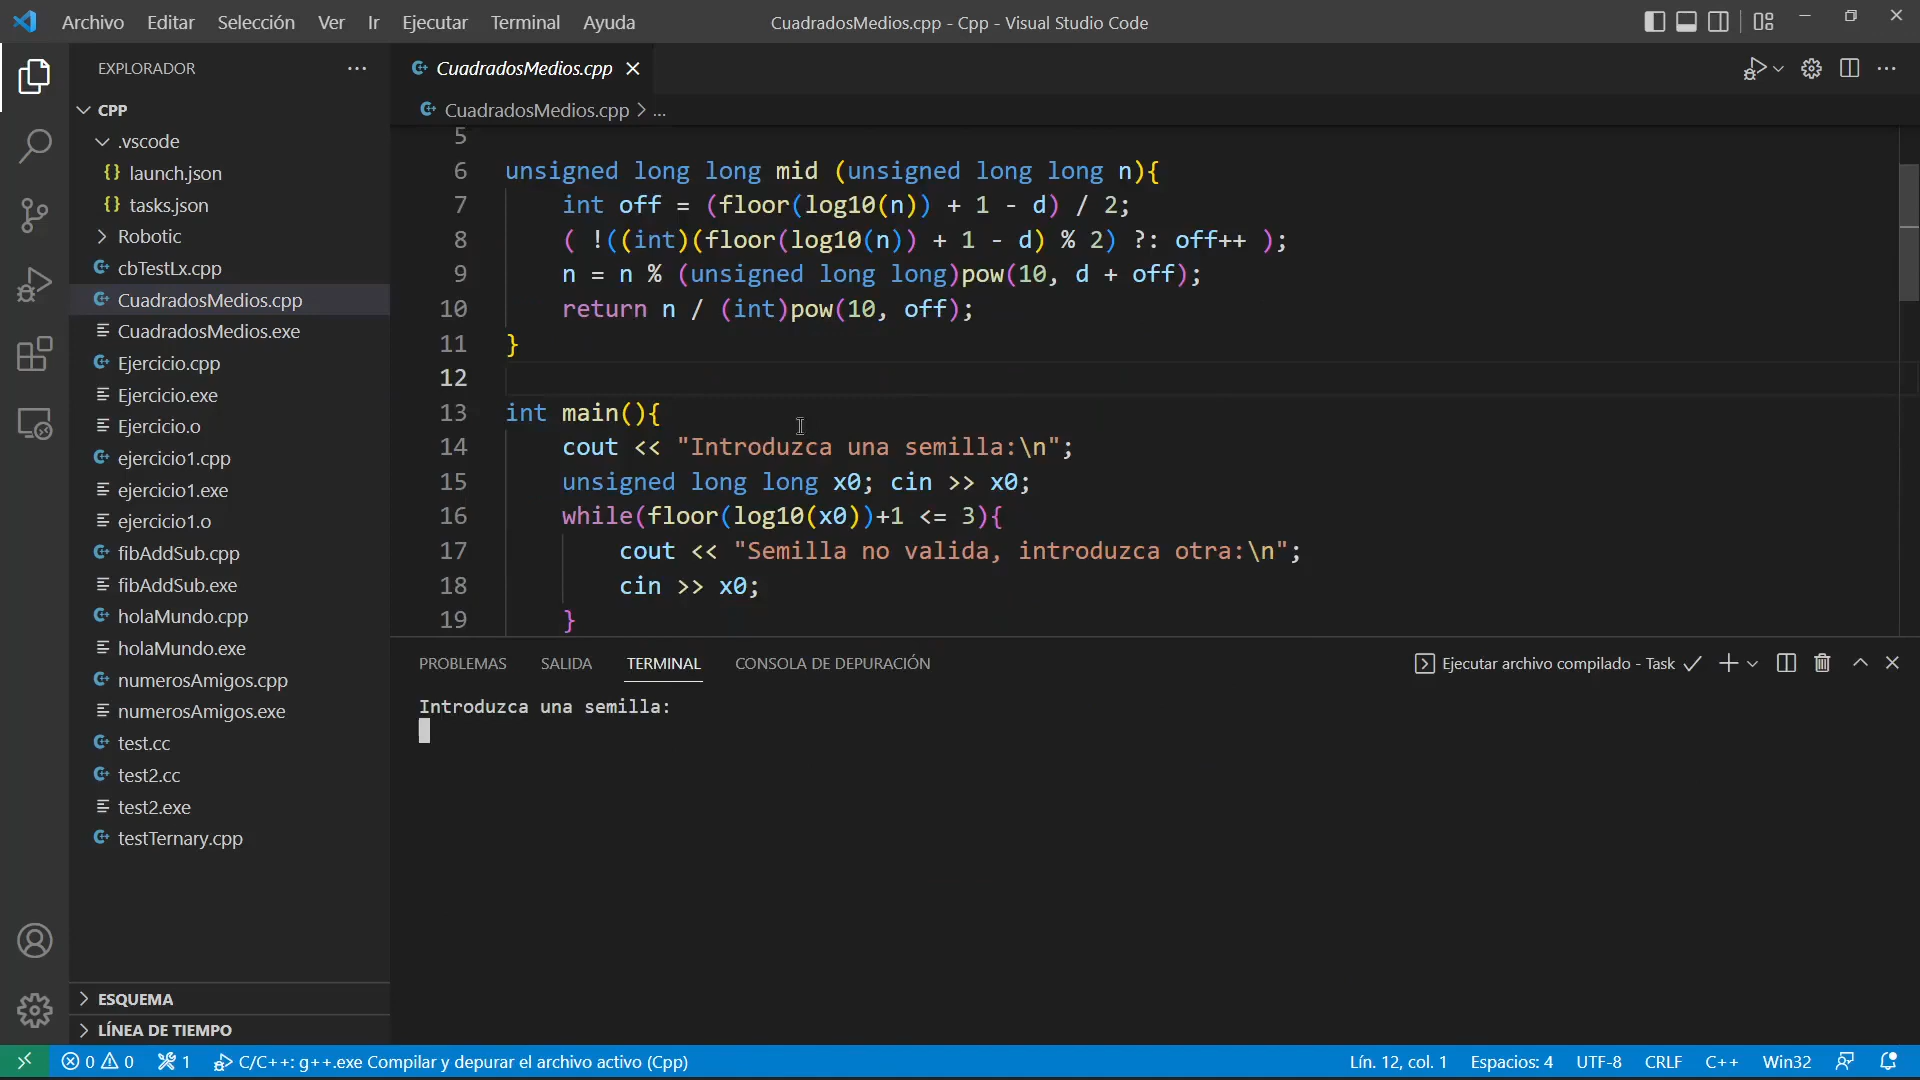 Archivo Editar Selección Ver Ir Ejecutar Terminal Ayuda
CuadradosMedios.cpp - Cpp - Visual Studio Code
EXPLORADOR
CPP
.vscode
{} launch.json
{} tasks.json
Robotic
cbTestLx.cpp
CuadradosMedios.cpp
CuadradosMedios.exe
Ejercicio.cpp
Ejercicio.exe
Ejercicio.o
ejercicio1.cpp
ejercicio1.exe
ejercicio1.o
fibAddSub.cpp
fibAddSub.exe
holaMundo.cpp
holaMundo.exe
numerosAmigos.cpp
numerosAmigos.exe
test.cc
test2.cc
test2.exe
testTernary.cpp
ESQUEMA
LÍNEA DE TIEMPO
CuadradosMedios.cpp
CuadradosMedios.cpp > ...
5
6 unsigned long long mid (unsigned long long n){
7 int off = (floor(log10(n)) + 1 - d) / 2;
8 ( !((int)(floor(log10(n)) + 1 - d) % 2) ?: off++ );
9 n = n % (unsigned long long)pow(10, d + off);
10 return n / (int)pow(10, off);
11 }
12
13 int main(){
14 cout << "Introduzca una semilla:\n";
15 unsigned long long x0; cin >> x0;
16 while(floor(log10(x0))+1 <= 3){
17 cout << "Semilla no valida, introduzca otra:\n";
18 cin >> x0;
19 }
PROBLEMAS SALIDA TERMINAL CONSOLA DE DEPURACIÓN
Ejecutar archivo compilado - Task
Introduzca una semilla:
0 0 1 C/C++: g++.exe Compilar y depurar el archivo activo (Cpp)
Lín. 12, col. 1 Espacios: 4 UTF-8 CRLF C++ Win32